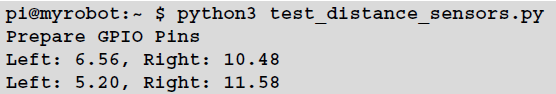 pi@myrobot:~ $ python3 test_distance_sensors.py
Prepare GPIO Pins
Left: 6.56, Right: 10.48
Left: 5.20, Right: 11.58